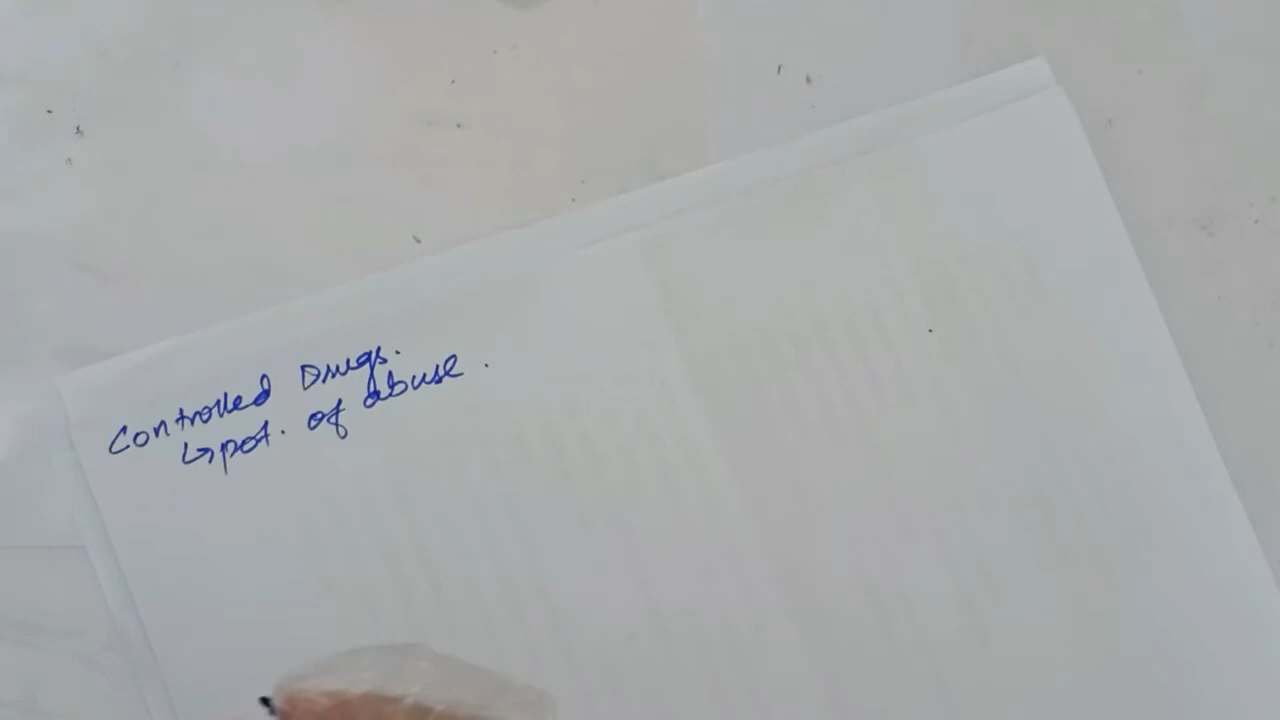 Controlled Drugs.
↳ pot. of abuse.